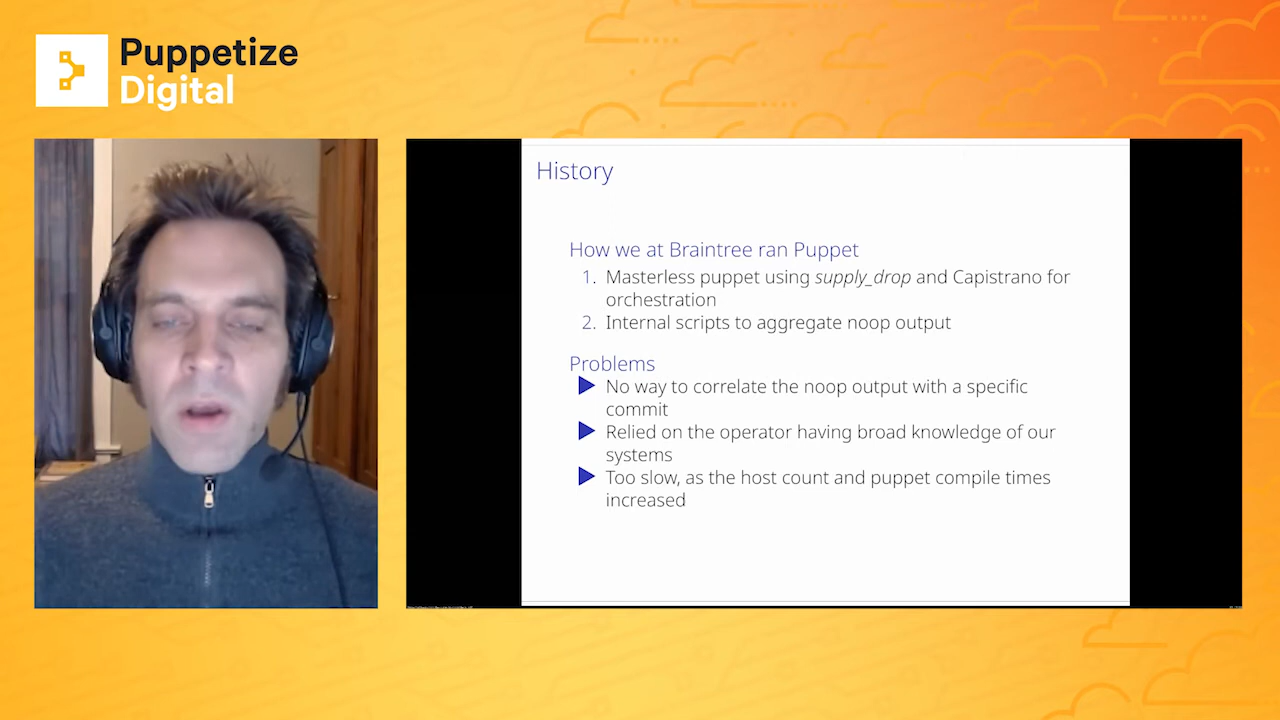 Puppetize
Digital
History
How we at Braintree ran Puppet
1. Masterless puppet using supply_drop and Capistrano for
orchestration
2. Internal scripts to aggregate noop output
Problems
No way to correlate the noop output with a specific
commit
Relied on the operator having broad knowledge of our
systems
Too slow, as the host count and puppet compile times
increased